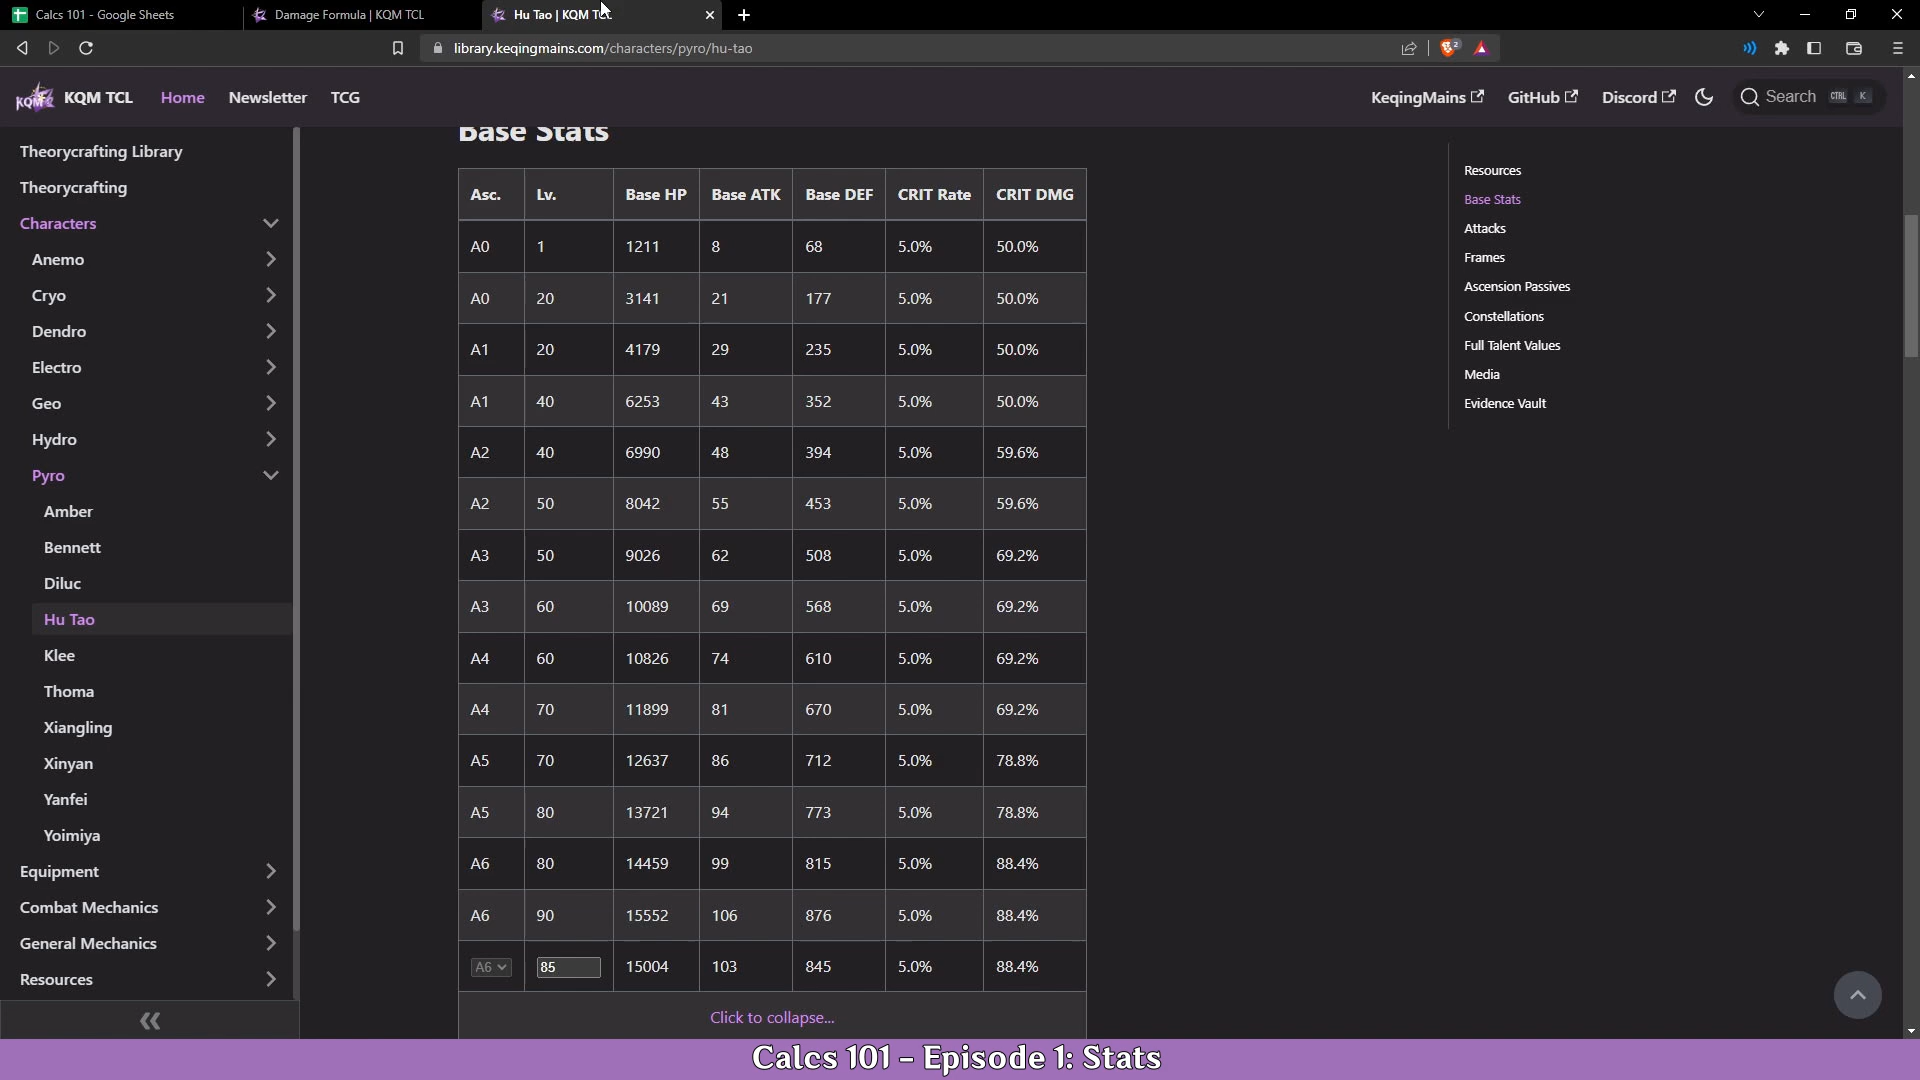 Calcs 101 - Google Sheets
Damage Formula | KQM TCL
Hu Tao | KQM TCL
library.keqingmains.com/characters/pyro/hu-tao
2
KQM TCL
Home
Newsletter
TCG
KeqingMains
GitHub
Discord
Search
CTRL
K
Theorycrafting Library
Theorycrafting
Characters
Anemo
Cryo
Dendro
Electro
Geo
Hydro
Pyro
Amber
Bennett
Diluc
Hu Tao
Klee
Thoma
Xiangling
Xinyan
Yanfei
Yoimiya
Equipment
Combat Mechanics
General Mechanics
Resources
Base Stats
Asc. Lv. Base HP Base ATK Base DEF CRIT Rate CRIT DMG
A0 1 1211 8 68 5.0% 50.0%
A0 20 3141 21 177 5.0% 50.0%
A1 20 4179 29 235 5.0% 50.0%
A1 40 6253 43 352 5.0% 50.0%
A2 40 6990 48 394 5.0% 59.6%
A2 50 8042 55 453 5.0% 59.6%
A3 50 9026 62 508 5.0% 69.2%
A3 60 10089 69 568 5.0% 69.2%
A4 60 10826 74 610 5.0% 69.2%
A4 70 11899 81 670 5.0% 69.2%
A5 70 12637 86 712 5.0% 78.8%
A5 80 13721 94 773 5.0% 78.8%
A6 80 14459 99 815 5.0% 88.4%
A6 90 15552 106 876 5.0% 88.4%
A6 85 15004 103 845 5.0% 88.4%
Click to collapse...
Resources
Base Stats
Attacks
Frames
Ascension Passives
Constellations
Full Talent Values
Media
Evidence Vault
Calcs 101 - Episode 1: Stats